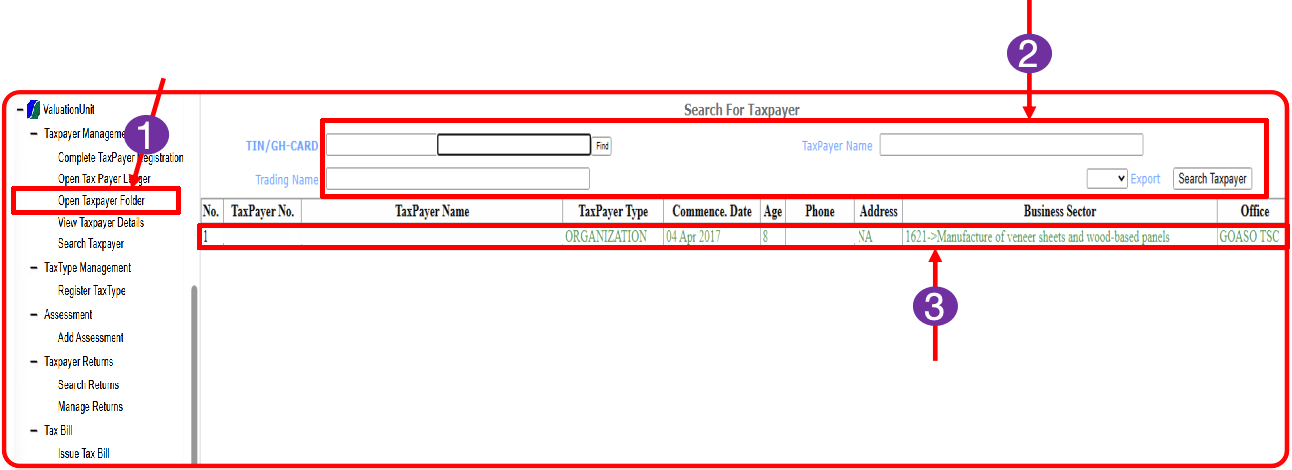 2
ValuationUnit
Search For Taxpayer
1
Taxpayer Management
TIN/GH-CARD
Find
TaxPayer Name
Complete TaxPayer Registration
Open Tax Payer Ledger
Trading Name
Export
Search Taxpayer
Open Taxpayer Folder
No. TaxPayer No. TaxPayer Name TaxPayer Type Commence. Date Age Phone Address Business Sector Office
View Taxpayer Details
1 ORGANIZATION 04 Apr 2017 8 NA 1621->Manufacture of veneer sheets and wood-based panels GOASO TSC
Search Taxpayer
TaxType Management
Register TaxType
3
Assessment
Add Assessment
Taxpayer Returns
Search Returns
Manage Returns
Tax Bill
Issue Tax Bill